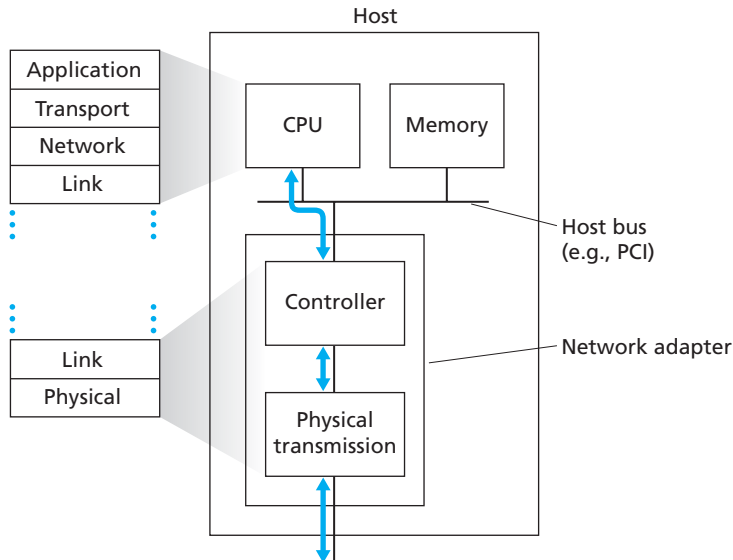 Host
Application
Transport
Network
Link
CPU
Memory
Host bus
(e.g., PCI)
Controller
Link
Physical
Network adapter
Physical
transmission